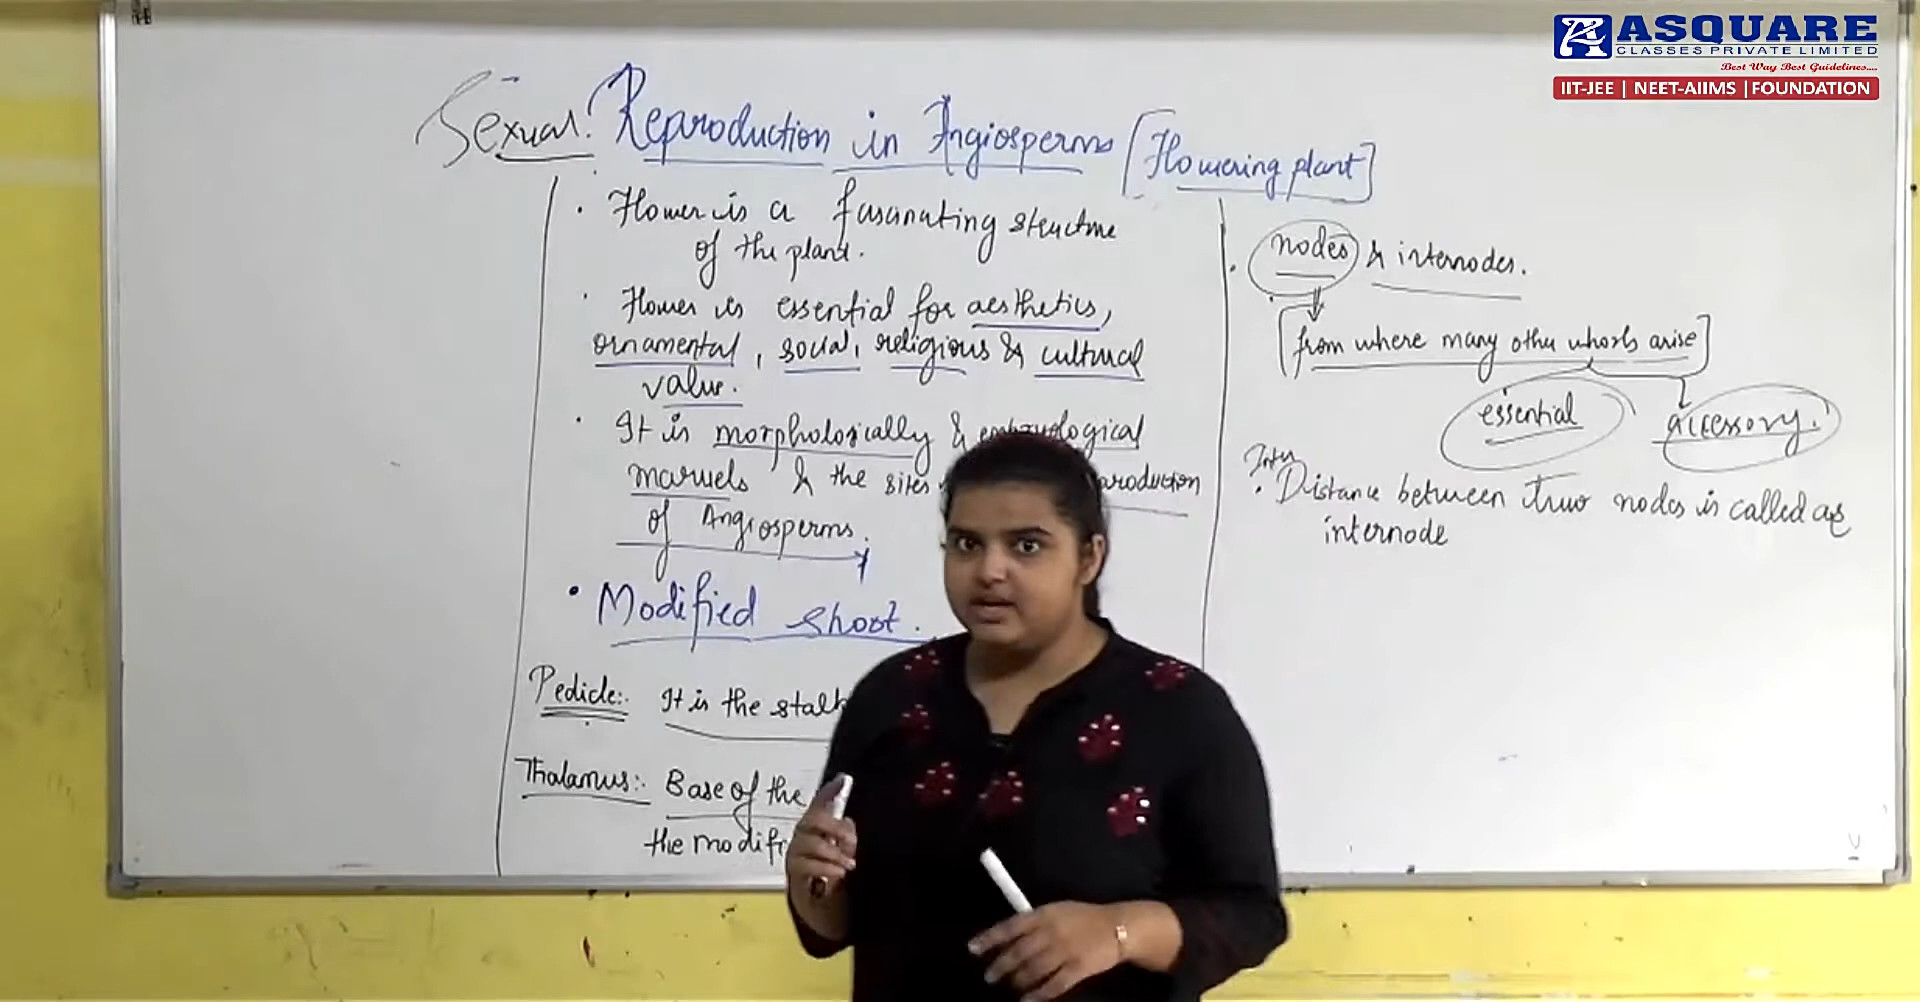 ASQUARE
CLASSES PRIVATE LIMITED
Best Way Best Guidelines....
IIT-JEE | NEET-AIIMS | FOUNDATION
Sexual. Reproduction in Angiosperms [Flowering plant]
• Flower is a fasanating structure
of the plant.
• Flower is essential for aesthetics,
ornamental, social, religious & cultural
value.
• It is morphologically & embryological
marvels & the sites
of Angiosperms.
• Modified shoot.
Pedicle:- It is the stalk
Thalamus:- Base of the
the modif
• nodes & internodes.
[from where many other whorls arise]
essential accessory.
Inter
• Distance between two nodes is called as
internode